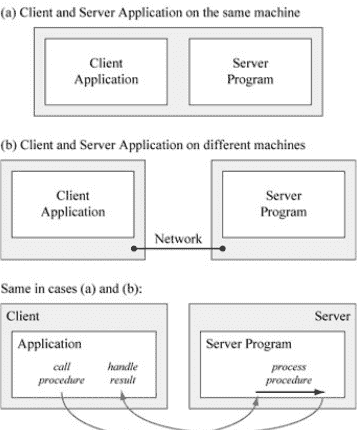 (a) Client and Server Application on the same machine
Client
Application
Server
Program
(b) Client and Server Application on different machines
Client
Application
Network
Server
Program
Same in cases (a) and (b):
Client
Application
call
procedure
handle
result
Server
Server Program
process
procedure